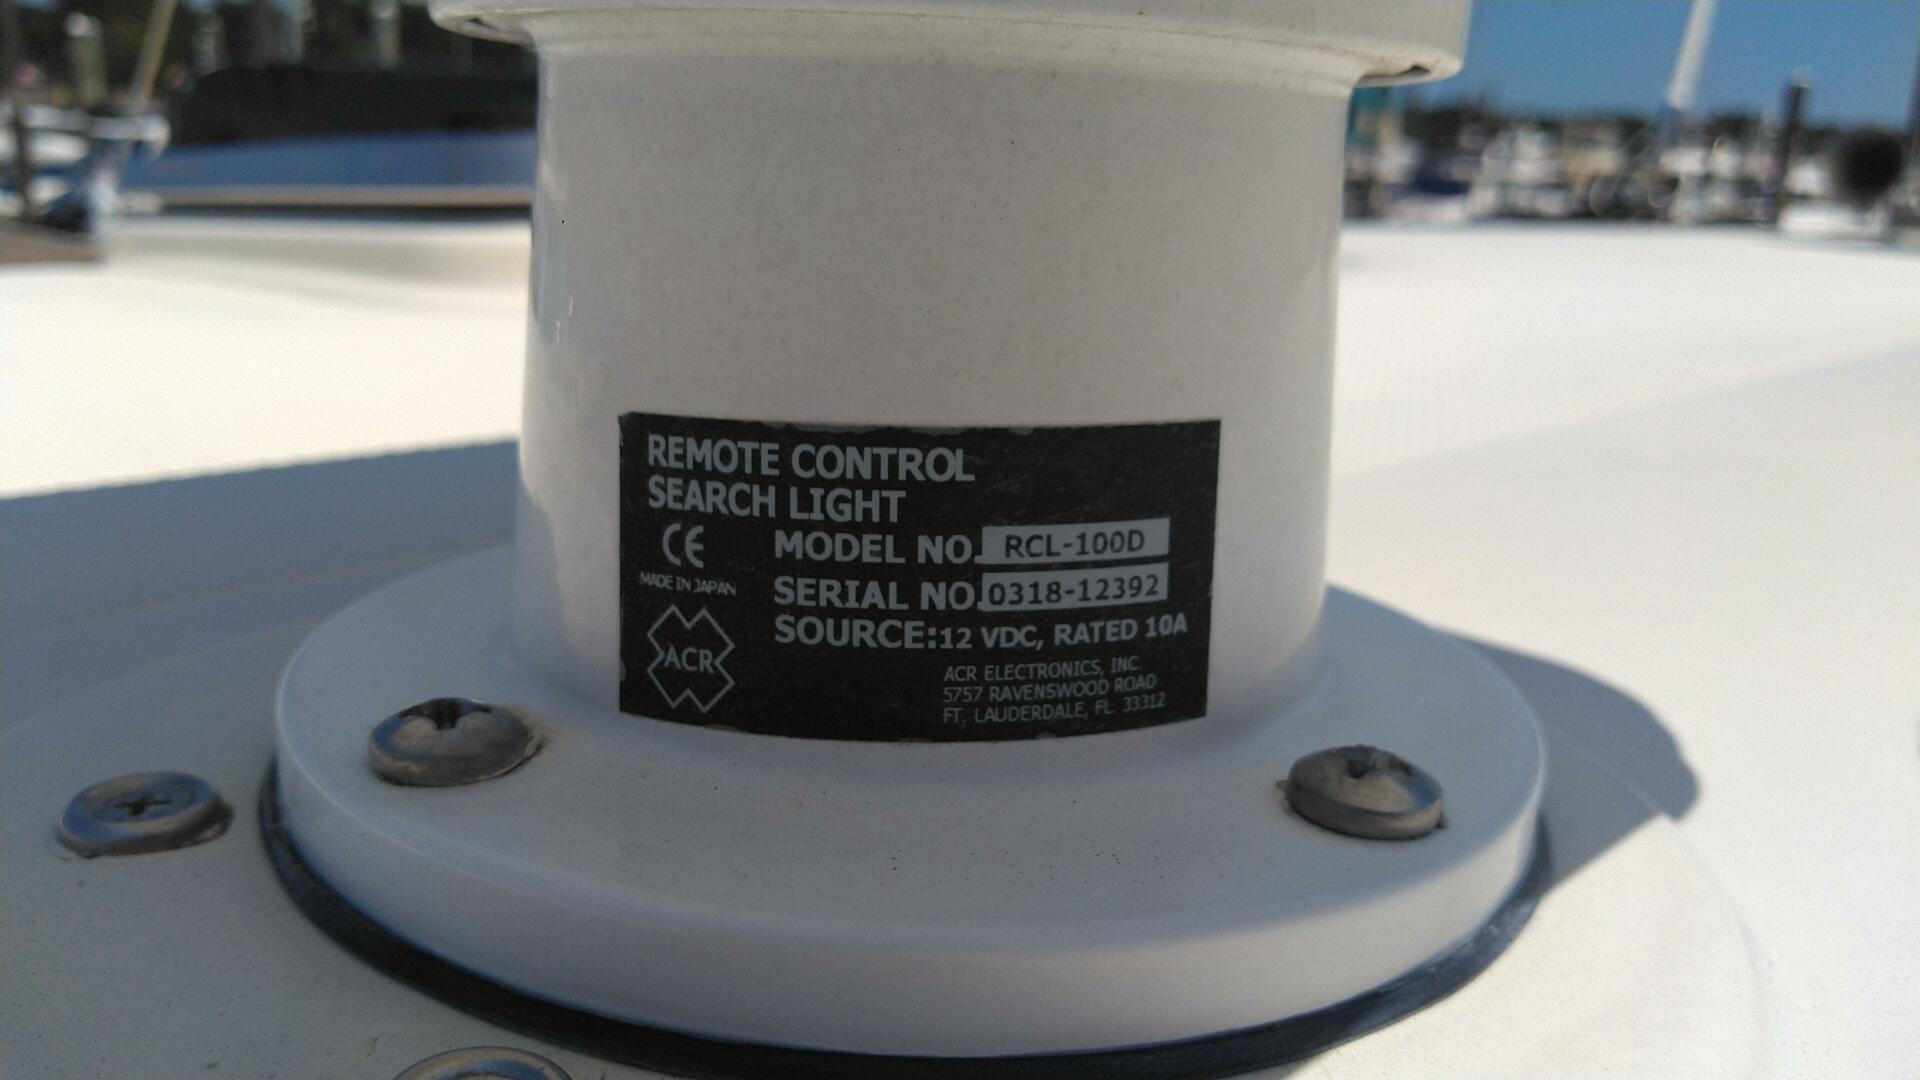 REMOTE CONTROL
SEARCH LIGHT
CE
MADE IN JAPAN
ACR
MODEL NO. RCL-100D
SERIAL NO. 0318-12392
SOURCE: 12 VDC, RATED 10A
ACR ELECTRONICS, INC.
5757 RAVENSWOOD ROAD
FT. LAUDERDALE, FL. 33312